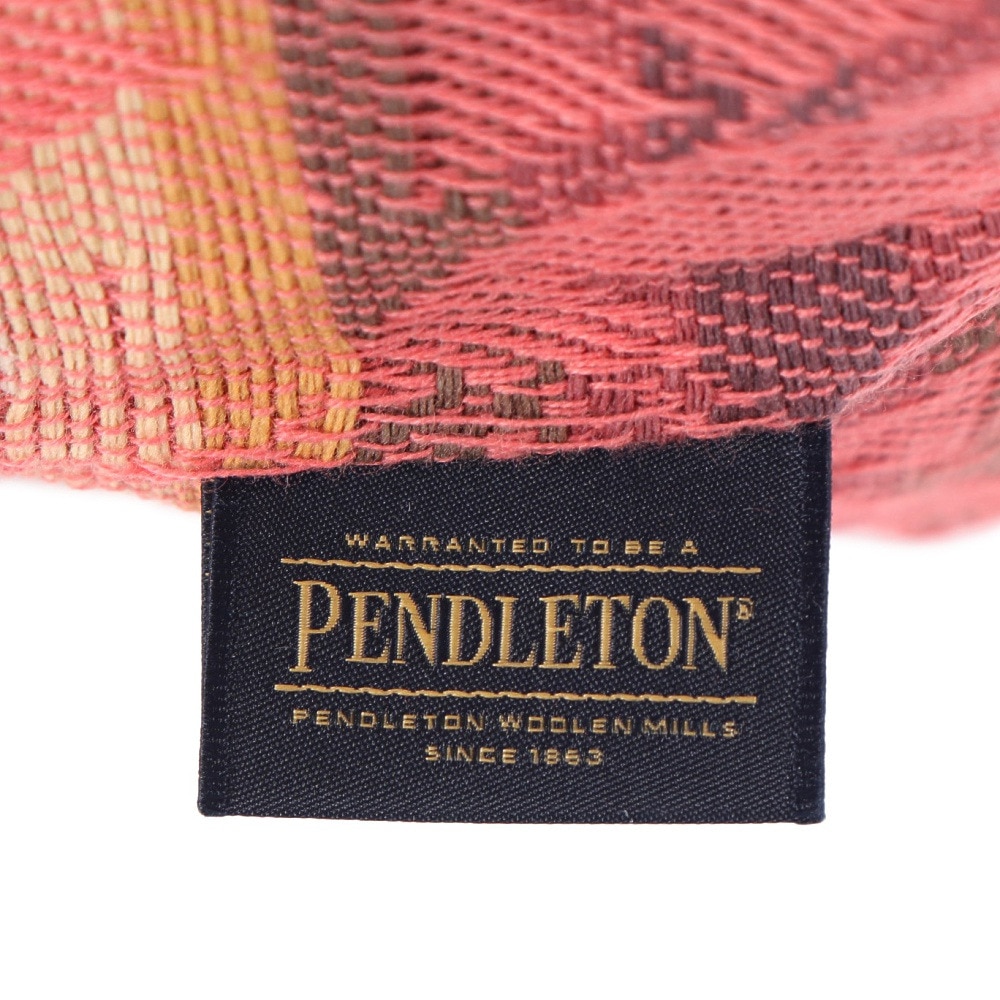 WARRANTED TO BE A
PENDLETON®
PENDLETON WOOLEN MILLS
SINCE 1863